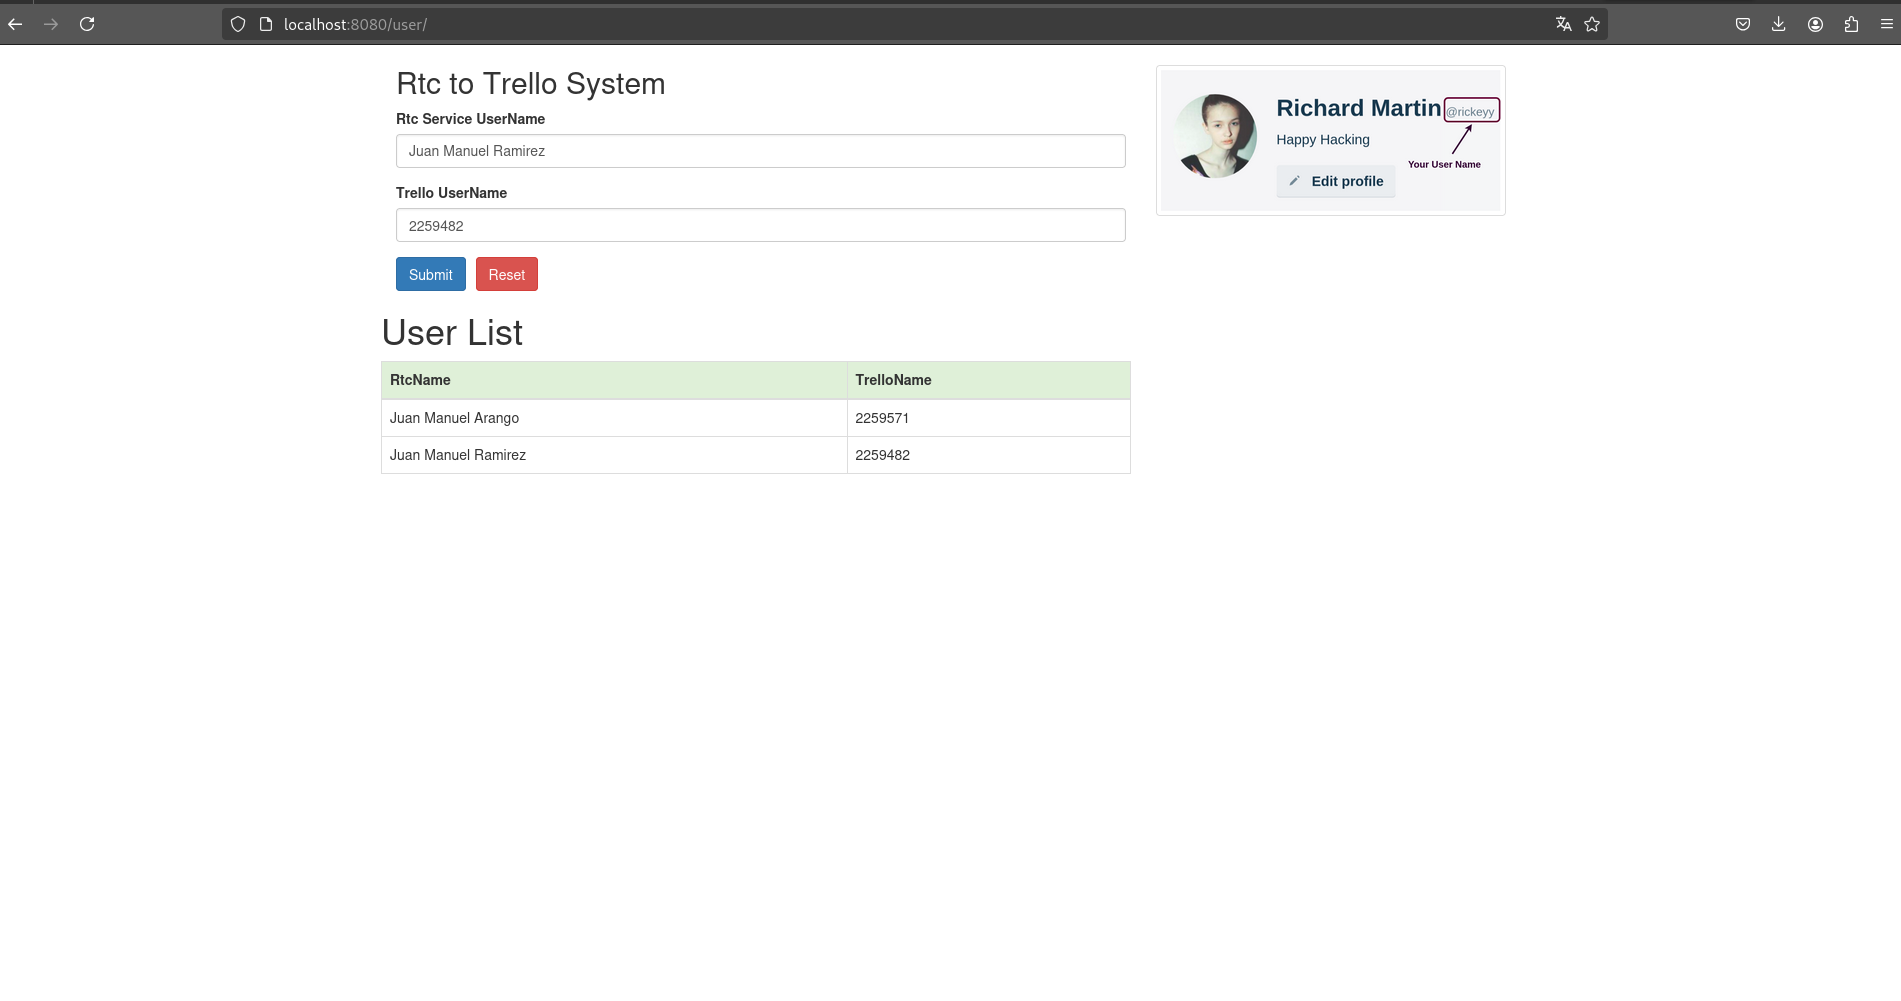 localhost:8080/user/
Rtc to Trello System
Rtc Service UserName
Juan Manuel Ramirez
Trello UserName
2259482
Submit Reset
Richard Martin @rickeyy
Happy Hacking
Your User Name
Edit profile
User List
RtcName TrelloName
Juan Manuel Arango 2259571
Juan Manuel Ramirez 2259482